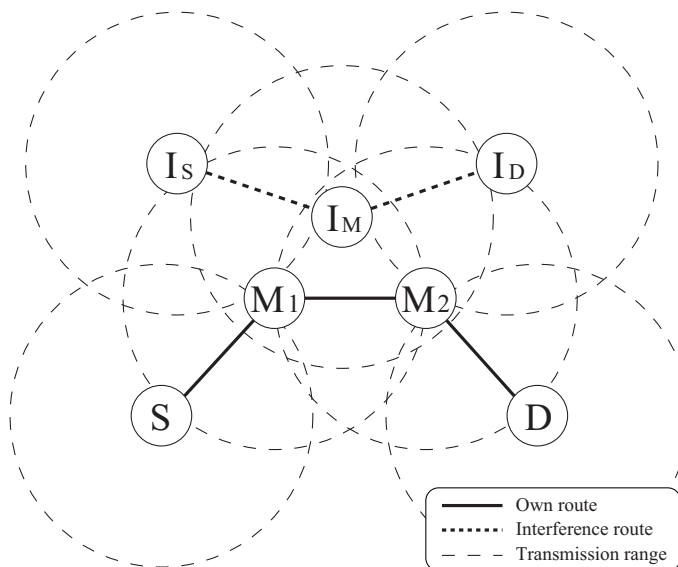 IS
ID
IM
M1
M2
S
D
Own route
Interference route
Transmission range